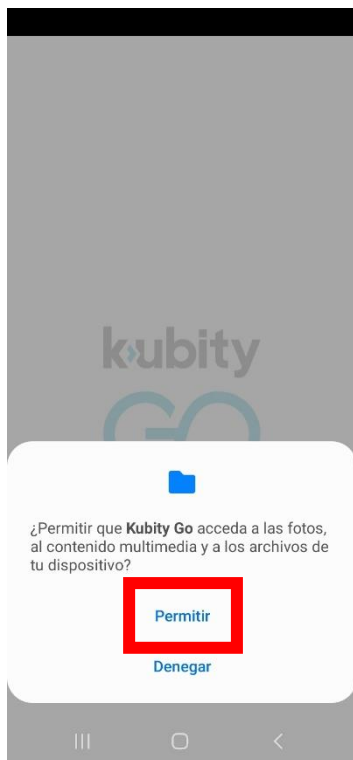 kubity
GO
¿Permitir que Kubity Go acceda a las fotos,
al contenido multimedia y a los archivos de
tu dispositivo?
Permitir
Denegar